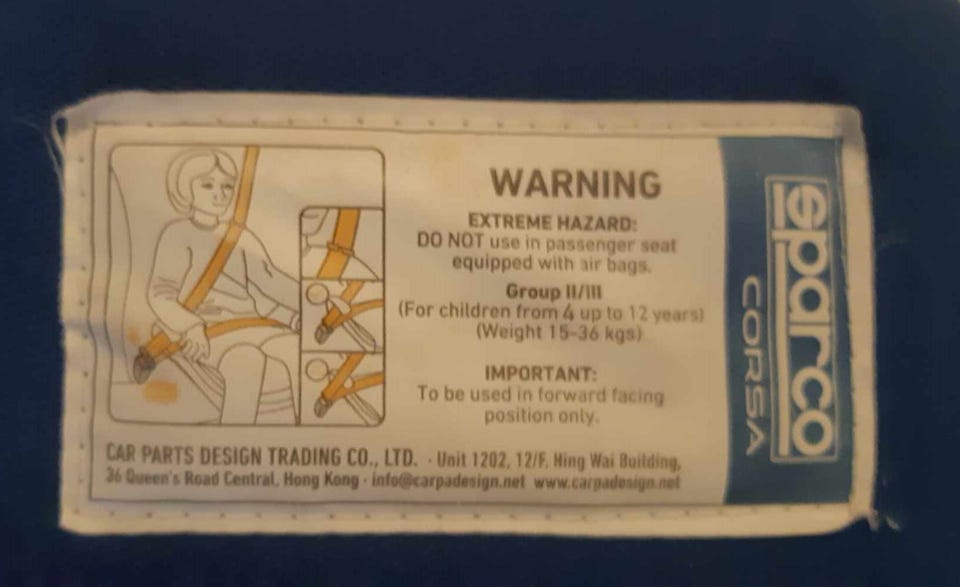 WARNING
EXTREME HAZARD:
DO NOT use in passenger seat
equipped with air bags.
Group II/III
(For children from 4 up to 12 years)
(Weight 15-36 kgs)
IMPORTANT:
To be used in forward facing
position only.
CAR PARTS DESIGN TRADING CO., LTD. · Unit 1202, 12/F, Hing Wai Building,
36 Queen's Road Central, Hong Kong · info@carpadesign.net www.carpadesign.net
sparco
CORSA